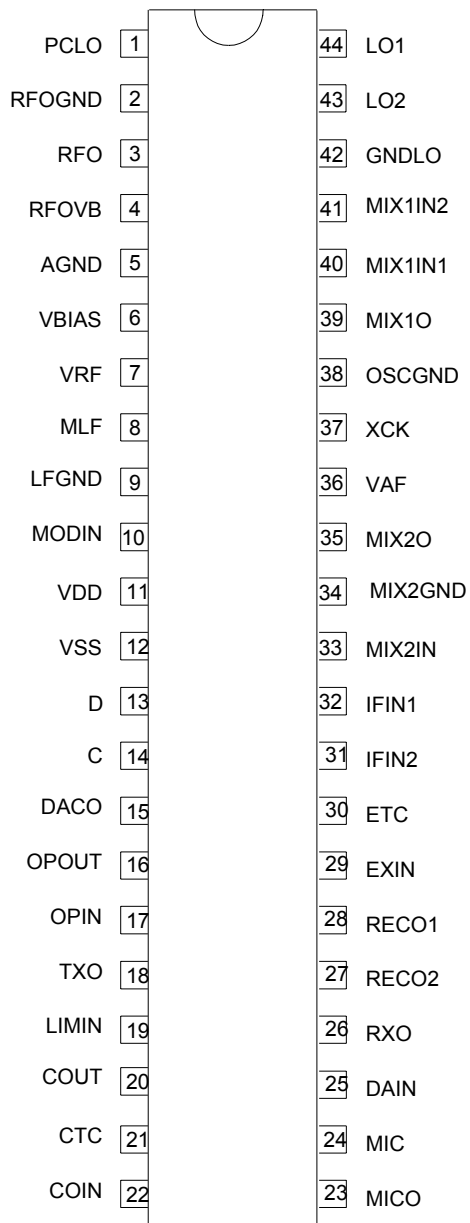 PCLO 1 44 LO1
RFOGND 2 43 LO2
RFO 3 42 GNDLO
RFOVB 4 41 MIX1IN2
AGND 5 40 MIX1IN1
VBIAS 6 39 MIX1O
VRF 7 38 OSCGND
MLF 8 37 XCK
LFGND 9 36 VAF
MODIN 10 35 MIX2O
VDD 11 34 MIX2GND
VSS 12 33 MIX2IN
D 13 32 IFIN1
C 14 31 IFIN2
DACO 15 30 ETC
OPOUT 16 29 EXIN
OPIN 17 28 RECO1
TXO 18 27 RECO2
LIMIN 19 26 RXO
COUT 20 25 DAIN
CTC 21 24 MIC
COIN 22 23 MICO